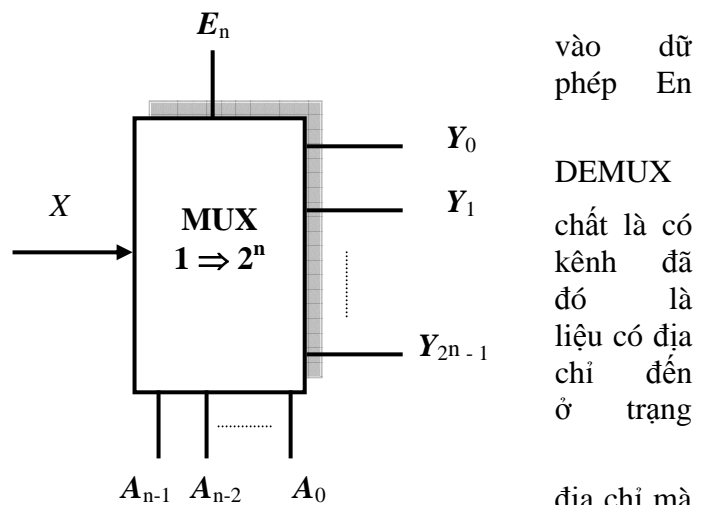 Eₙ
Y₀
Y₁
X
MUX
1 ⇒ 2ⁿ
Y₂ₙ ₋ ₁
Aₙ₋₁ Aₙ₋₂ A₀
vào dữ
phép En
DEMUX
chất là có
kênh đã
đó là
liệu có địa
chỉ đến
ở trạng
địa chỉ mà